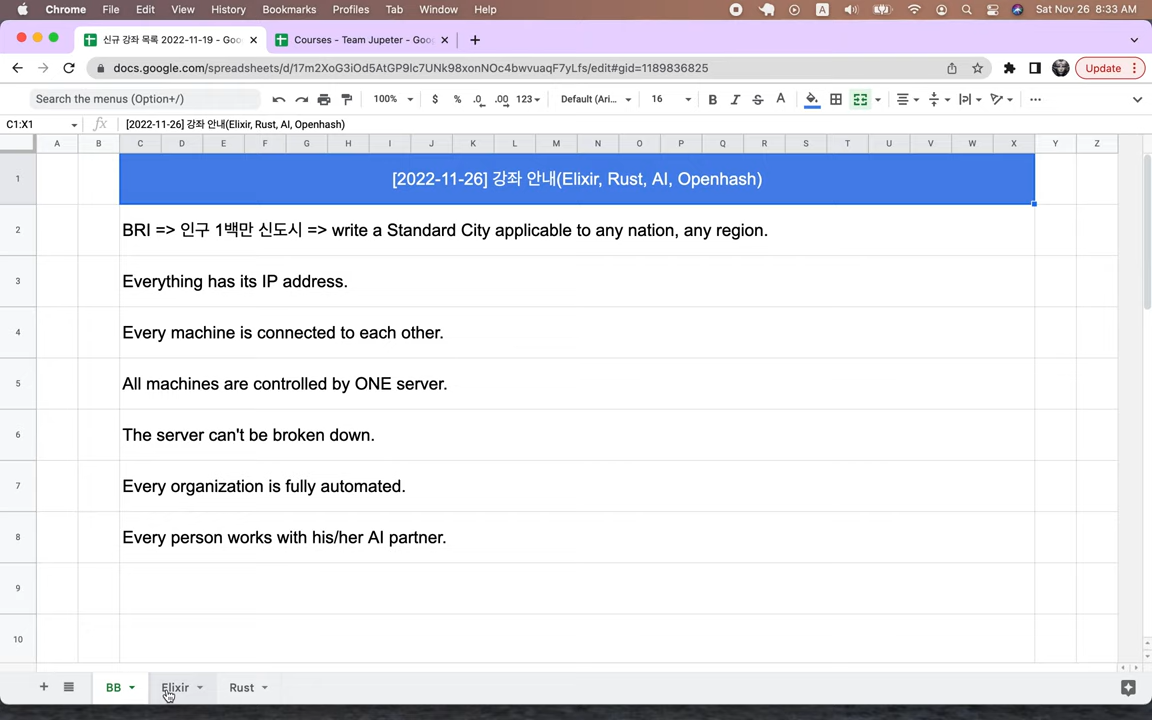 Chrome File Edit View History Bookmarks Profiles Tab Window Help A Sat Nov 26 8:33 AM
신규 강좌 목록 2022-11-19 - Goo Courses - Team Jupeter - Goo
docs.google.com/spreadsheets/d/17m2XoG3iOd5AtGP9lc7UNk98xonNOc4bwvuaqF7yLfs/edit#gid=1189836825 Update
Search the menus (Option+/) 100% $ % .0 .00 123 Default (Ari... 16 B I S A
C1:X1 fx [2022-11-26] 강좌 안내(Elixir, Rust, AI, Openhash)
A B C D E F G H I J K L M N O P Q R S T U V W X Y Z
1 [2022-11-26] 강좌 안내(Elixir, Rust, AI, Openhash)
2 BRI => 인구 1백만 신도시 => write a Standard City applicable to any nation, any region.
3 Everything has its IP address.
4 Every machine is connected to each other.
5 All machines are controlled by ONE server.
6 The server can't be broken down.
7 Every organization is fully automated.
8 Every person works with his/her AI partner.
9
10
BB Elixir Rust